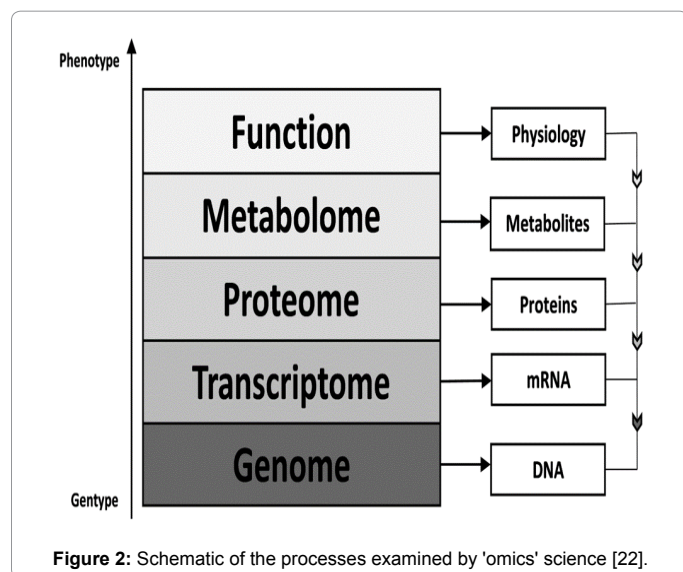 Phenotype
Function
Physiology
Metabolome
Metabolites
Proteome
Proteins
Transcriptome
mRNA
Genome
DNA
Gentype
Figure 2: Schematic of the processes examined by 'omics' science [22].